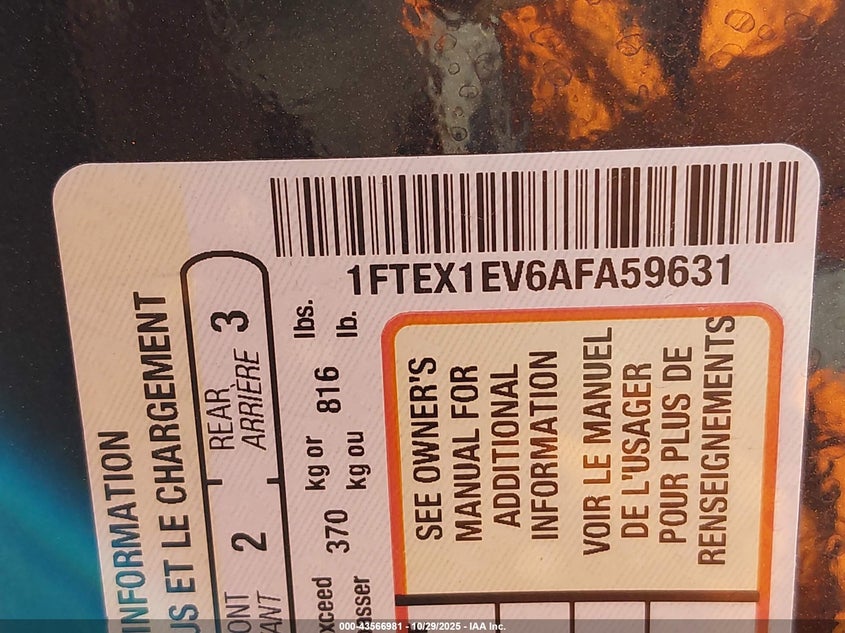 1FTEX1EV6AFA59631
INFORMATION
US ET LE CHARGEMENT
ONT 2 REAR 3
ANT ARRIÈRE
xceed 370 kg or 816 lbs.
sser kg ou lb.
SEE OWNER'S
MANUAL FOR
ADDITIONAL
INFORMATION
VOIR LE MANUEL
DE L'USAGER
POUR PLUS DE
RENSEIGNEMENTS
000-43566981 - 10/29/2025 - IAA Inc.